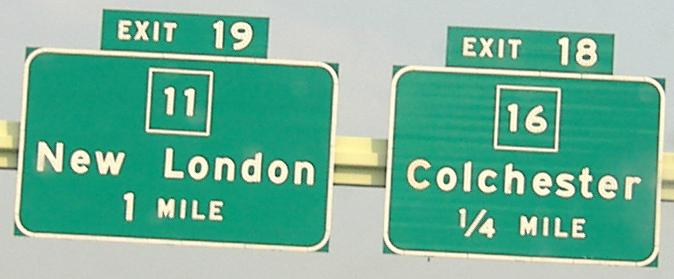 EXIT 19
11
New London
1 MILE
EXIT 18
16
Colchester
1/4 MILE